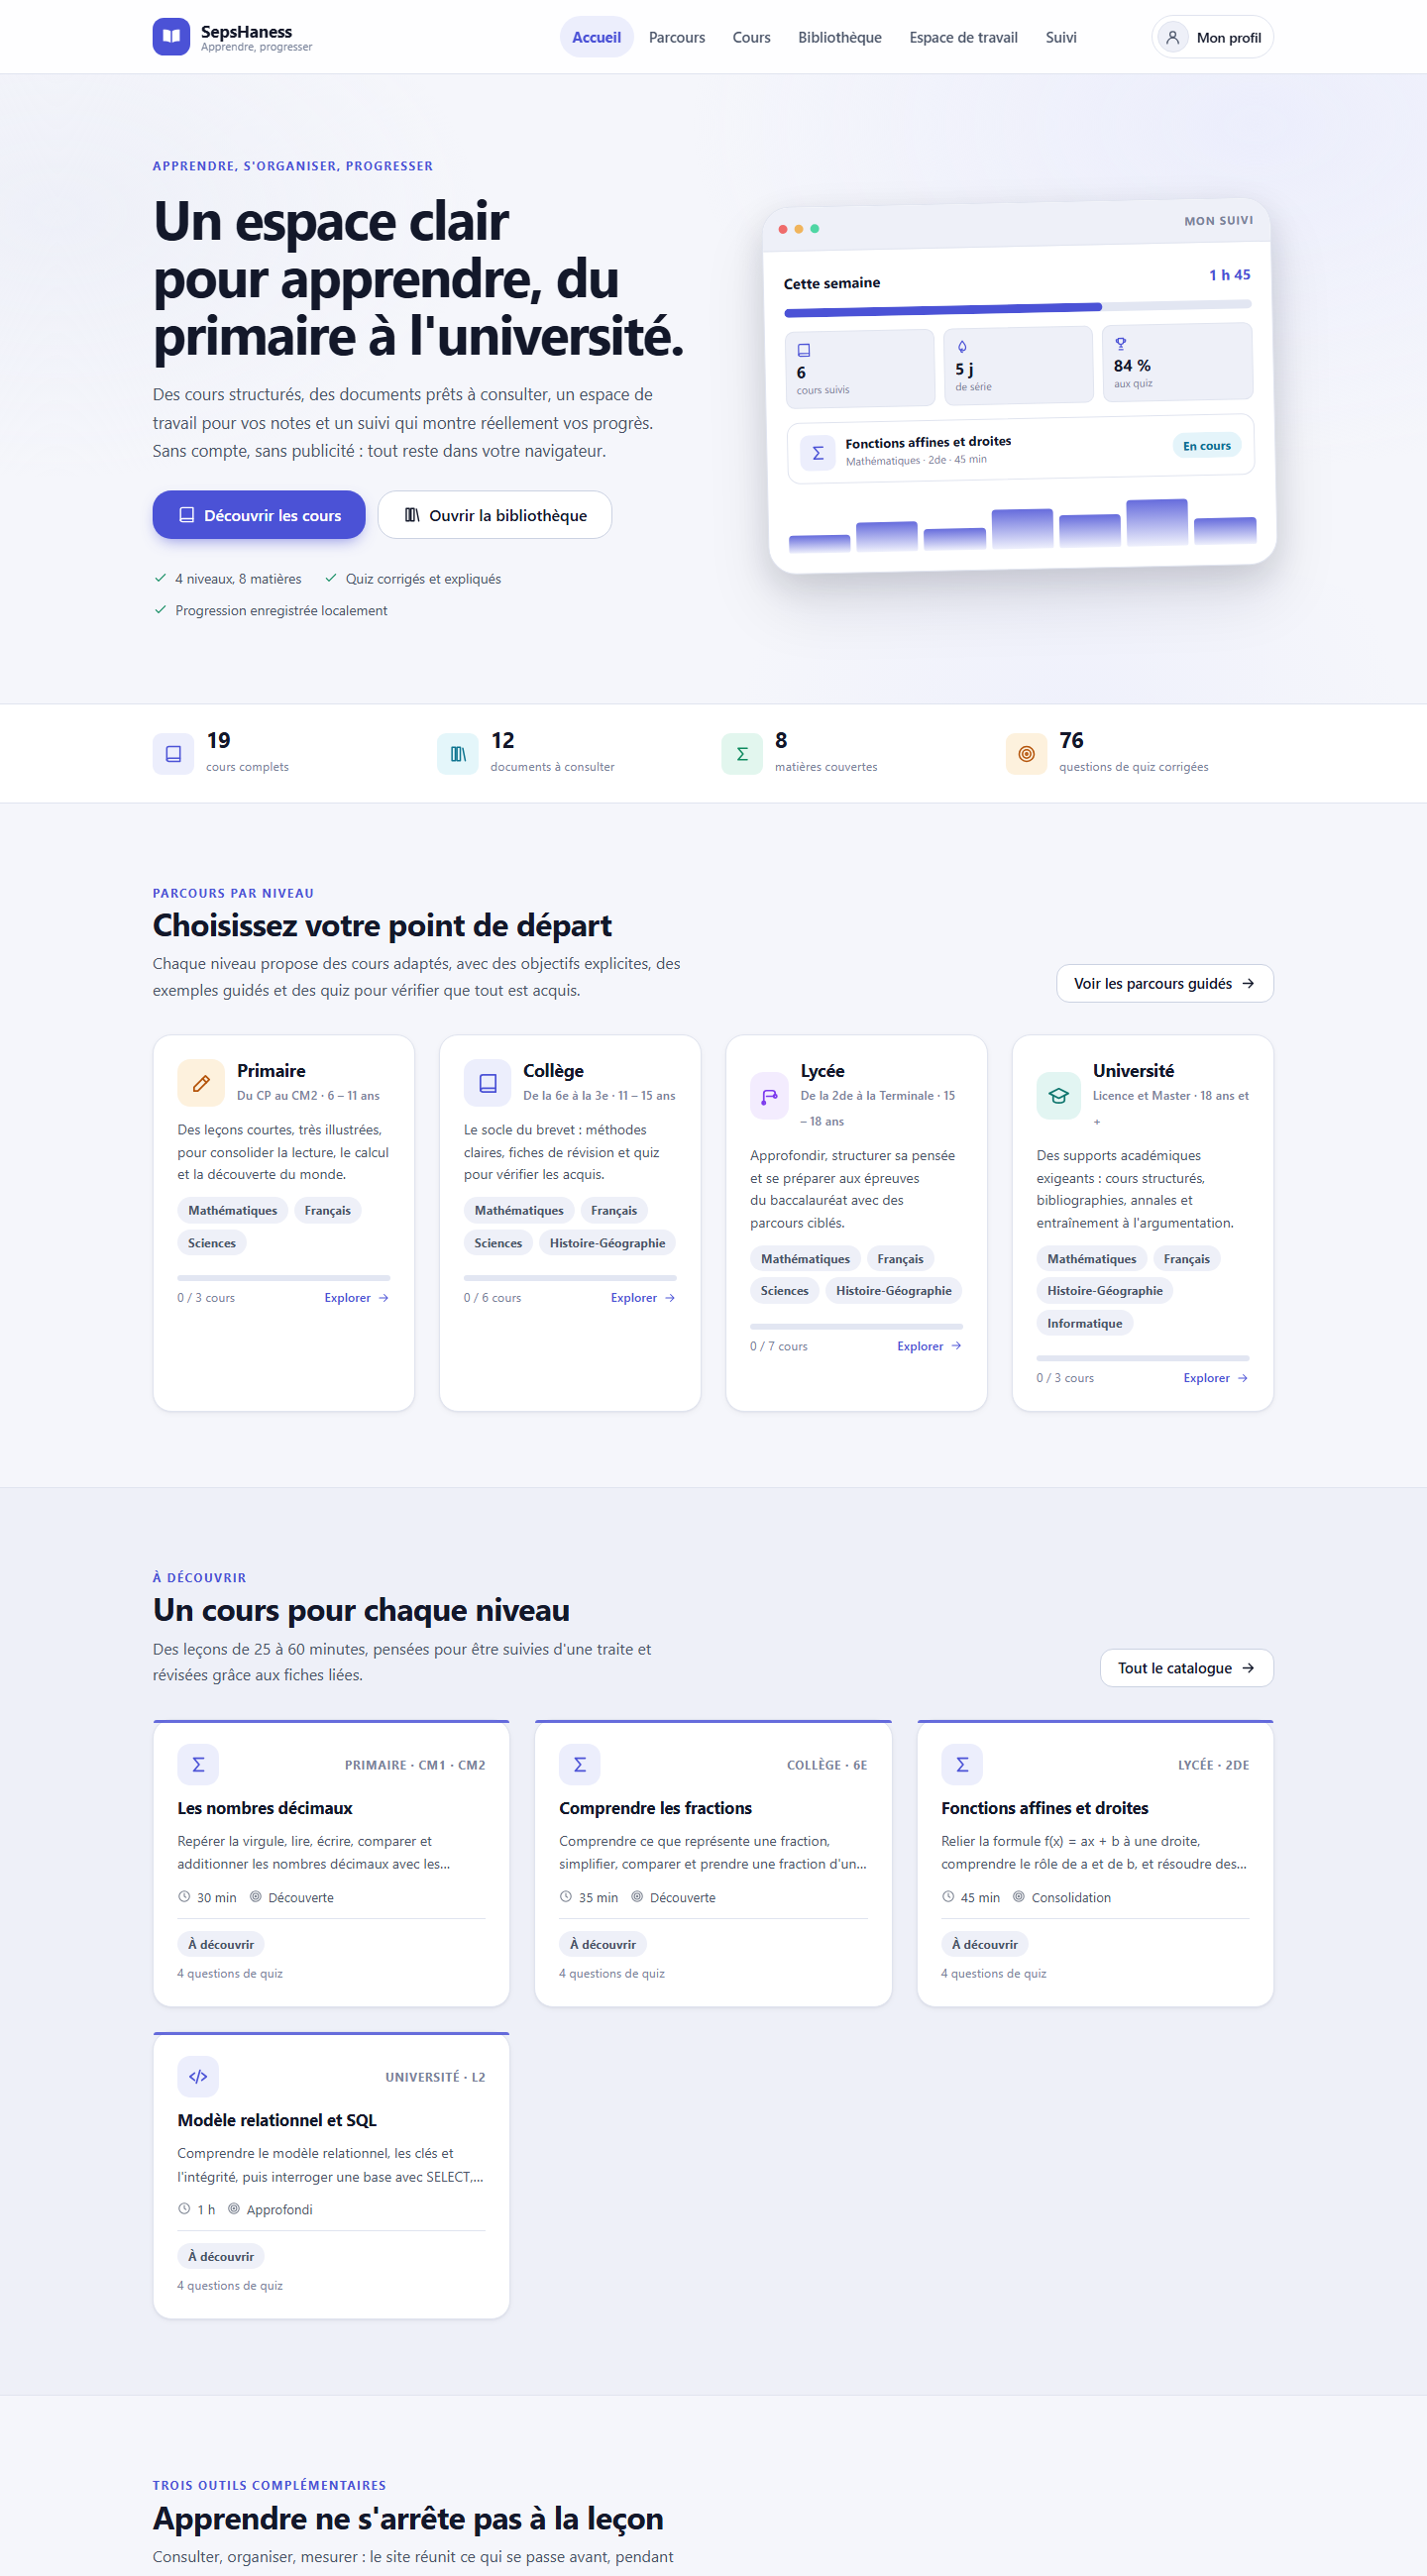 SepsHaness
Apprendre, progresser
Accueil
Parcours
Cours
Bibliothèque
Espace de travail
Suivi
Mon profil
APPRENDRE, S'ORGANISER, PROGRESSER
Un espace clair
pour apprendre, du
primaire à l'université.
Des cours structurés, des documents prêts à consulter, un espace de
travail pour vos notes et un suivi qui montre réellement vos progrès.
Sans compte, sans publicité : tout reste dans votre navigateur.
Découvrir les cours
Ouvrir la bibliothèque
4 niveaux, 8 matières
Quiz corrigés et expliqués
Progression enregistrée localement
MON SUIVI
Cette semaine
1 h 45
6
cours suivis
5 j
de série
84 %
aux quiz
Fonctions affines et droites
Mathématiques · 2de · 45 min
En cours
19
cours complets
12
documents à consulter
8
matières couvertes
76
questions de quiz corrigées
PARCOURS PAR NIVEAU
Choisissez votre point de départ
Chaque niveau propose des cours adaptés, avec des objectifs explicites, des
exemples guidés et des quiz pour vérifier que tout est acquis.
Voir les parcours guidés
Primaire
Du CP au CM2 · 6 – 11 ans
Des leçons courtes, très illustrées,
pour consolider la lecture, le calcul
et la découverte du monde.
Mathématiques
Français
Sciences
0 / 3 cours
Explorer
Collège
De la 6e à la 3e · 11 – 15 ans
Le socle du brevet : méthodes
claires, fiches de révision et quiz
pour vérifier les acquis.
Mathématiques
Français
Sciences
Histoire-Géographie
0 / 6 cours
Explorer
Lycée
De la 2de à la Terminale · 15
– 18 ans
Approfondir, structurer sa pensée
et se préparer aux épreuves
du baccalauréat avec des
parcours ciblés.
Mathématiques
Français
Sciences
Histoire-Géographie
0 / 7 cours
Explorer
Université
Licence et Master · 18 ans et
+
Des supports académiques
exigeants : cours structurés,
bibliographies, annales et
entraînement à l'argumentation.
Mathématiques
Français
Histoire-Géographie
Informatique
0 / 3 cours
Explorer
À DÉCOUVRIR
Un cours pour chaque niveau
Des leçons de 25 à 60 minutes, pensées pour être suivies d'une traite et
révisées grâce aux fiches liées.
Tout le catalogue
PRIMAIRE · CM1 · CM2
Les nombres décimaux
Repérer la virgule, lire, écrire, comparer et
additionner les nombres décimaux avec les...
30 min
Découverte
À découvrir
4 questions de quiz
COLLÈGE · 6E
Comprendre les fractions
Comprendre ce que représente une fraction,
simplifier, comparer et prendre une fraction d'un...
35 min
Découverte
À découvrir
4 questions de quiz
LYCÉE · 2DE
Fonctions affines et droites
Relier la formule f(x) = ax + b à une droite,
comprendre le rôle de a et de b, et résoudre des...
45 min
Consolidation
À découvrir
4 questions de quiz
UNIVERSITÉ · L2
Modèle relationnel et SQL
Comprendre le modèle relationnel, les clés et
l'intégrité, puis interroger une base avec SELECT,...
1 h
Approfondi
À découvrir
4 questions de quiz
TROIS OUTILS COMPLÉMENTAIRES
Apprendre ne s'arrête pas à la leçon
Consulter, organiser, mesurer : le site réunit ce qui se passe avant, pendant